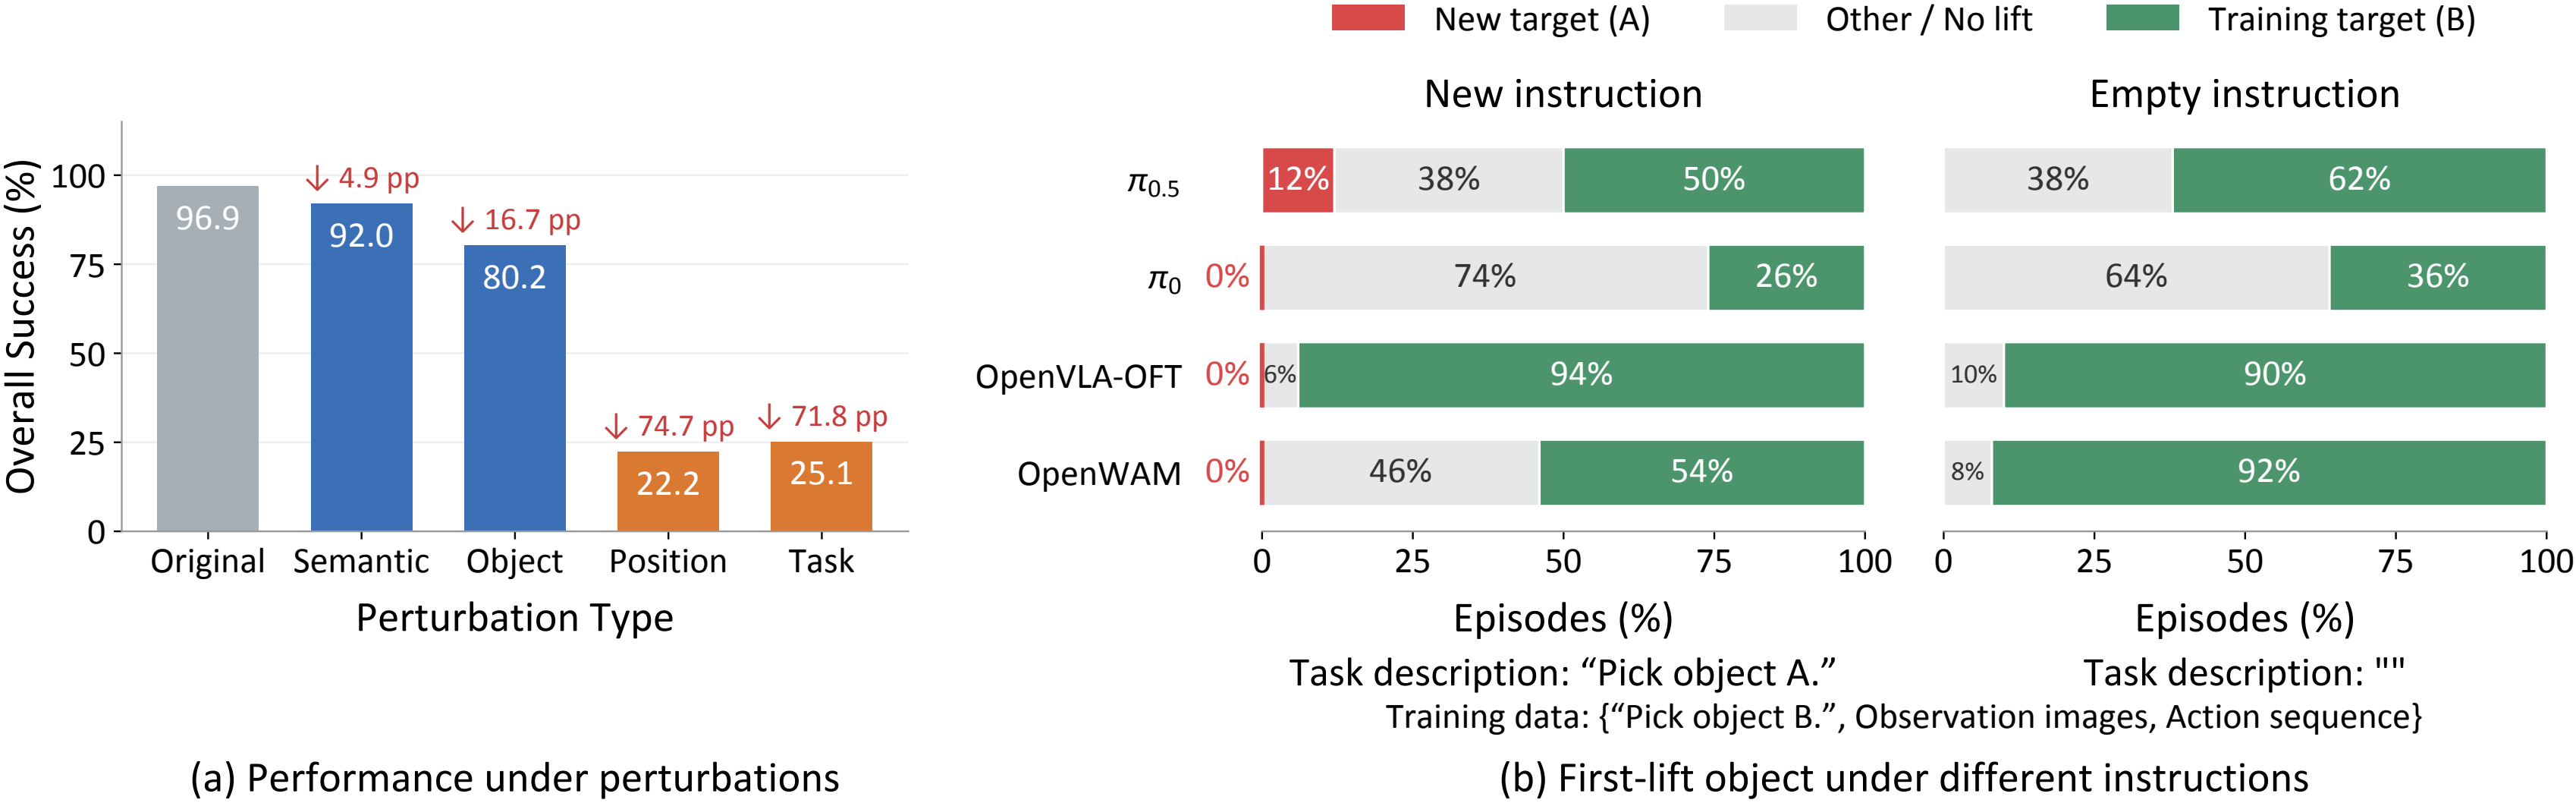 New target (A)
Other / No lift
Training target (B)
Overall Success (%)
100
75
50
25
0
96.9
↓ 4.9 pp
92.0
↓ 16.7 pp
80.2
↓ 74.7 pp
22.2
↓ 71.8 pp
25.1
Original
Semantic
Object
Position
Task
Perturbation Type
(a) Performance under perturbations
New instruction
Empty instruction
π0.5
12%
38%
50%
38%
62%
π0
0%
74%
26%
64%
36%
OpenVLA-OFT
0%
6%
94%
10%
90%
OpenWAM
0%
46%
54%
8%
92%
0
25
50
75
100
0
25
50
75
100
Episodes (%)
Episodes (%)
Task description: “Pick object A.”
Task description: ""
Training data: {“Pick object B.”, Observation images, Action sequence}
(b) First-lift object under different instructions